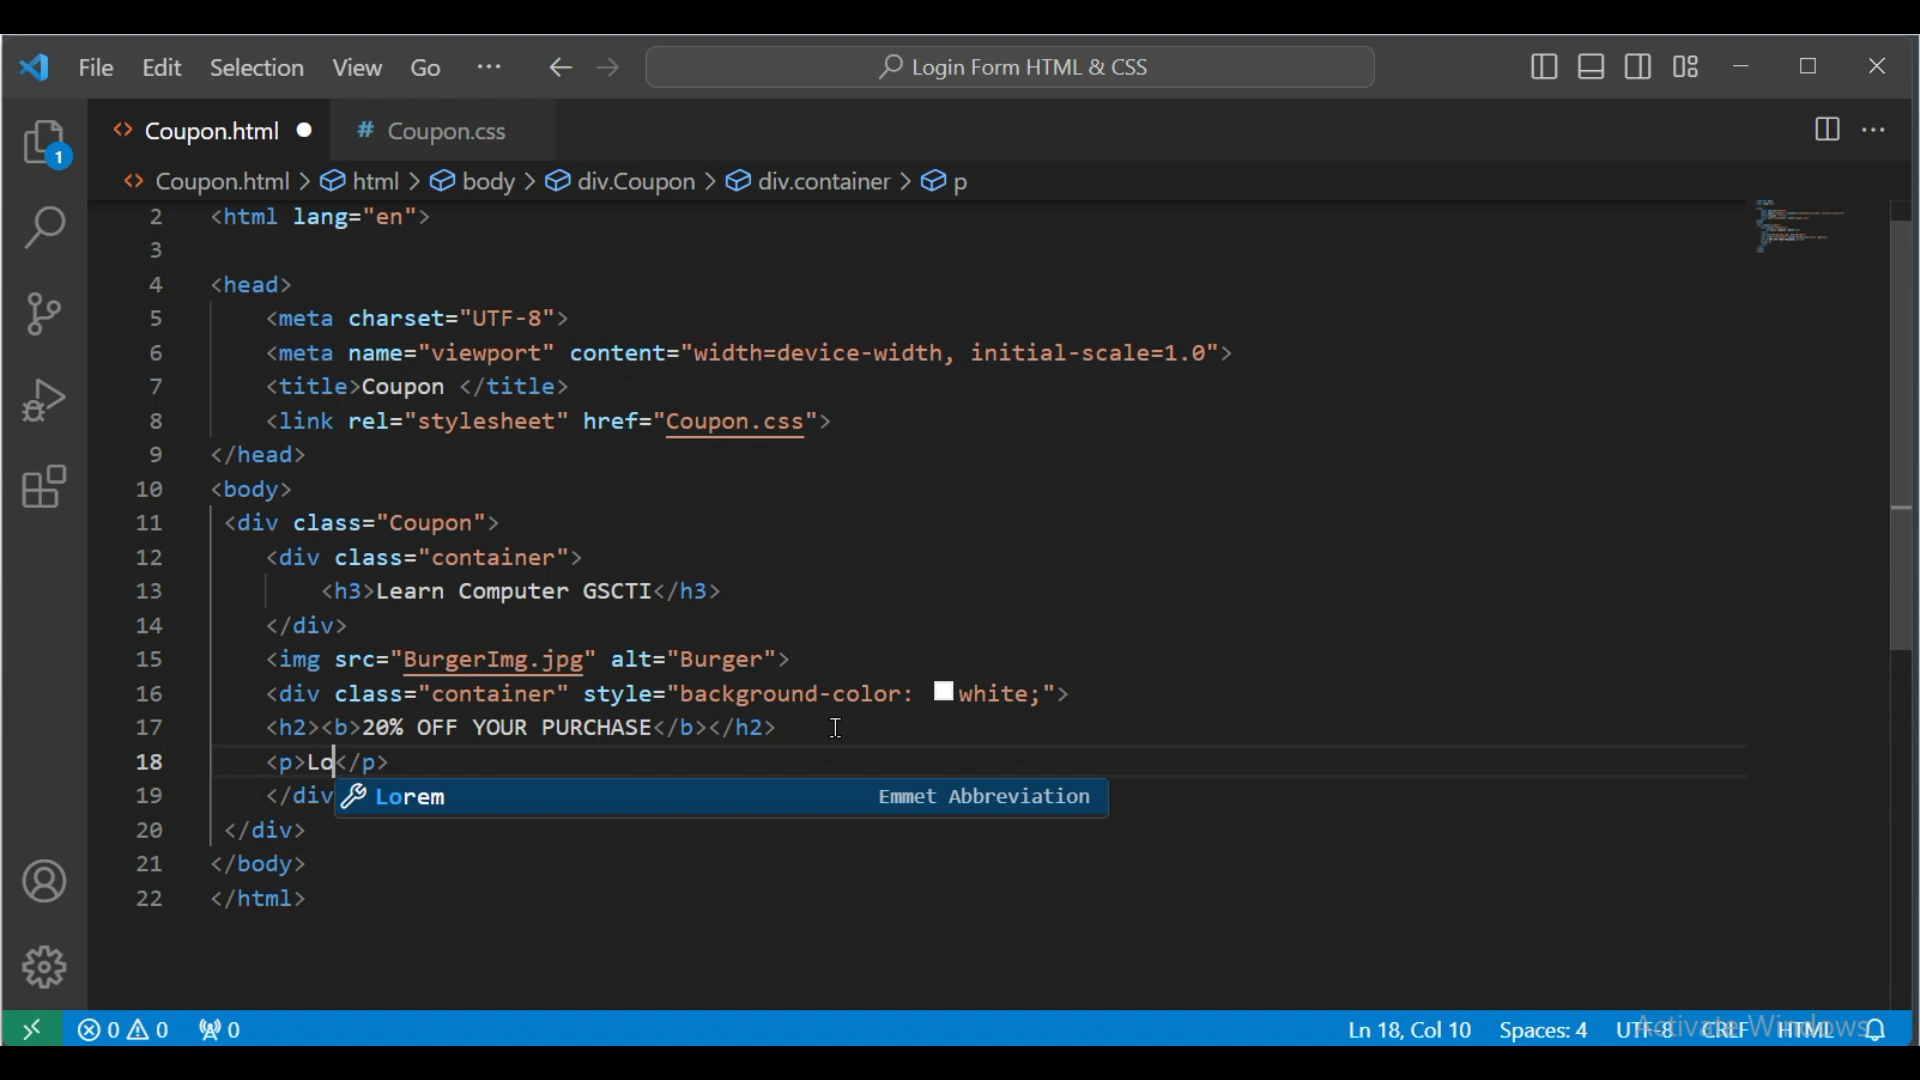 File Edit Selection View Go ··· Login Form HTML & CSS
Coupon.html # Coupon.css
Coupon.html > html > body > div.Coupon > div.container > p
2 <html lang="en">
3
4 <head>
5 <meta charset="UTF-8">
6 <meta name="viewport" content="width=device-width, initial-scale=1.0">
7 <title>Coupon </title>
8 <link rel="stylesheet" href="Coupon.css">
9 </head>
10 <body>
11 <div class="Coupon">
12 <div class="container">
13 <h3>Learn Computer GSCTI</h3>
14 </div>
15 <img src="BurgerImg.jpg" alt="Burger">
16 <div class="container" style="background-color: white;">
17 <h2><b>20% OFF YOUR PURCHASE</b></h2>
18 <p>Lo</p>
19 </div
Lorem Emmet Abbreviation
20 </div>
21 </body>
22 </html>
1
0 0 0 Ln 18, Col 10 Spaces: 4 UTF-8 CRLF HTML
Activate Windows